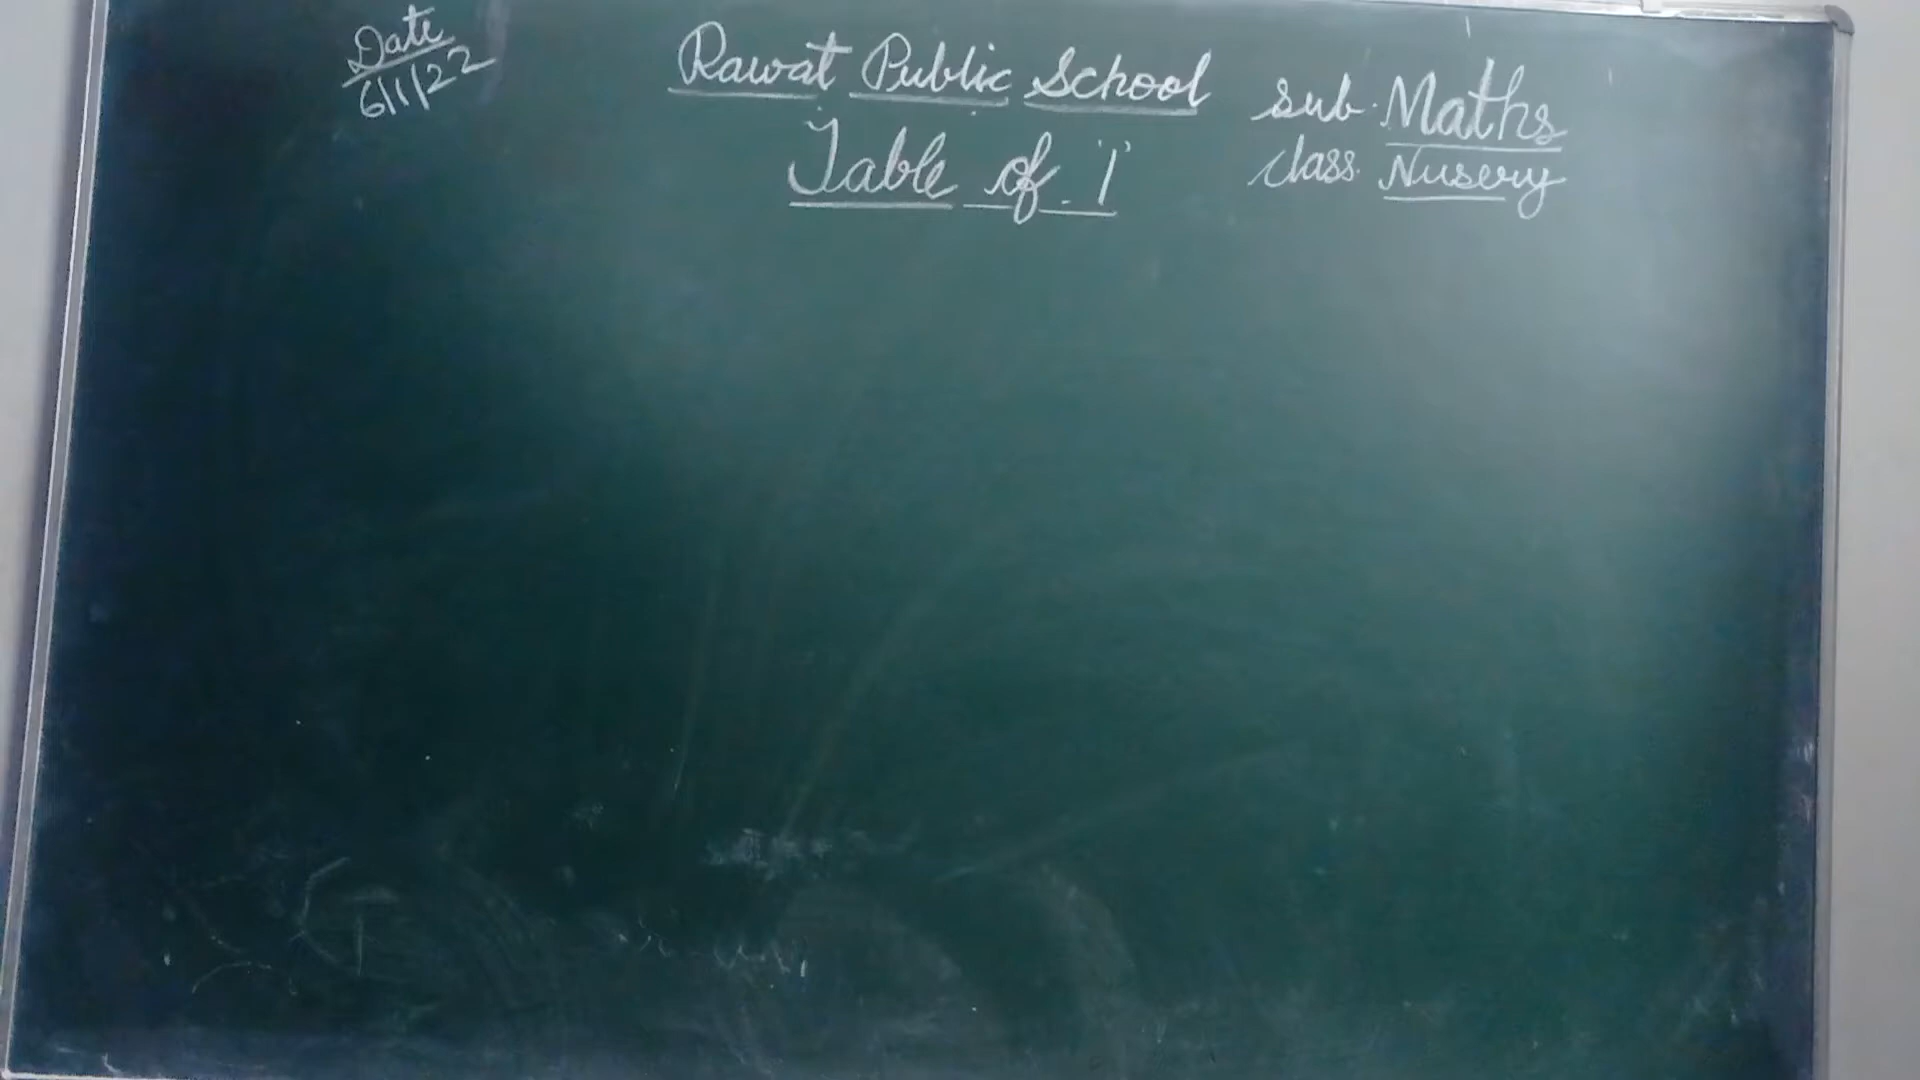 Date
6/1/22
Rawat Public School
Table of '1'
sub. Maths
class. Nusery